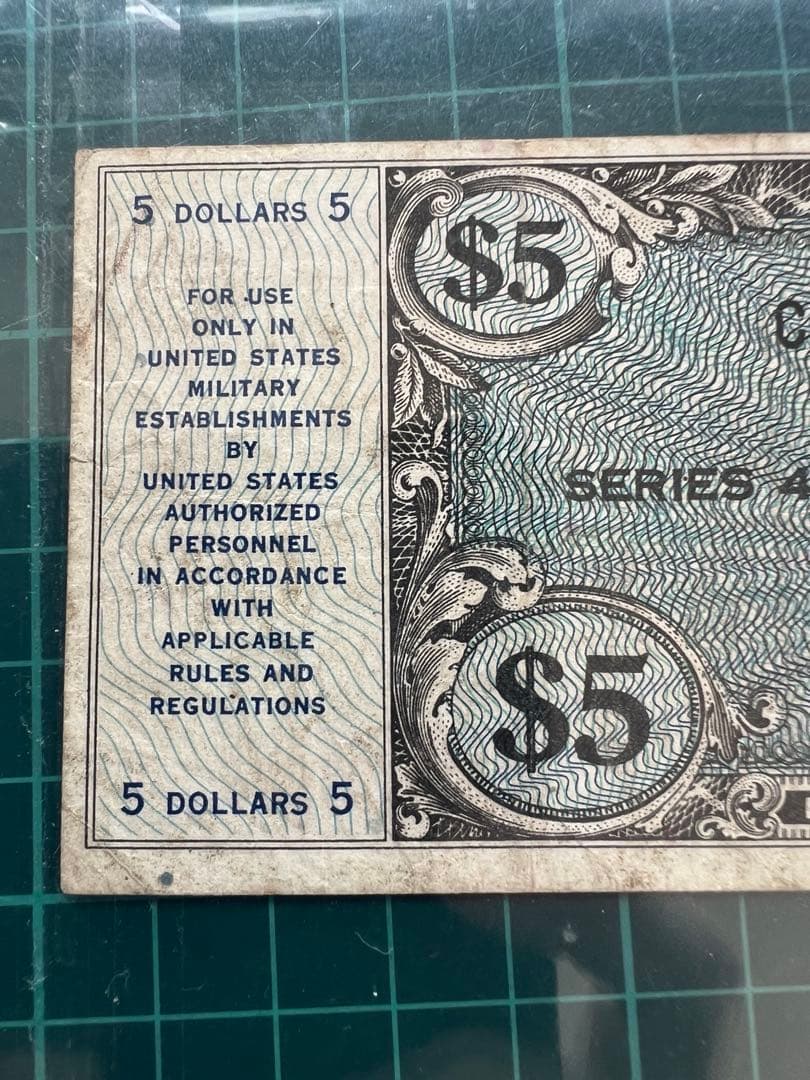 5 DOLLARS 5
FOR USE
ONLY IN
UNITED STATES
MILITARY
ESTABLISHMENTS
BY
UNITED STATES
AUTHORIZED
PERSONNEL
IN ACCORDANCE
WITH
APPLICABLE
RULES AND
REGULATIONS
5 DOLLARS 5
$5
SERIES 4
$5